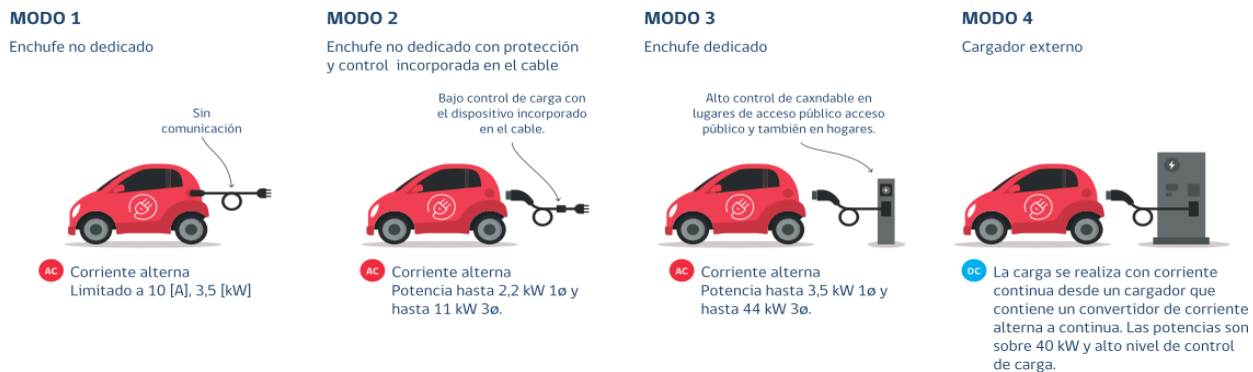 MODO 1
Enchufe no dedicado
Sin
comunicación
AC
Corriente alterna
Limitado a 10 [A], 3,5 [kW]
MODO 2
Enchufe no dedicado con protección
y control incorporada en el cable
Bajo control de carga con
el dispositivo incorporado
en el cable.
AC
Corriente alterna
Potencia hasta 2,2 kW 1ø y
hasta 11 kW 3ø.
MODO 3
Enchufe dedicado
Alto control de caxndable en
lugares de acceso público acceso
público y también en hogares.
AC
Corriente alterna
Potencia hasta 3,5 kW 1ø y
hasta 44 kW 3ø.
MODO 4
Cargador externo
DC
La carga se realiza con corriente
continua desde un cargador que
contiene un convertidor de corriente
alterna a continua. Las potencias son
sobre 40 kW y alto nivel de control
de carga.